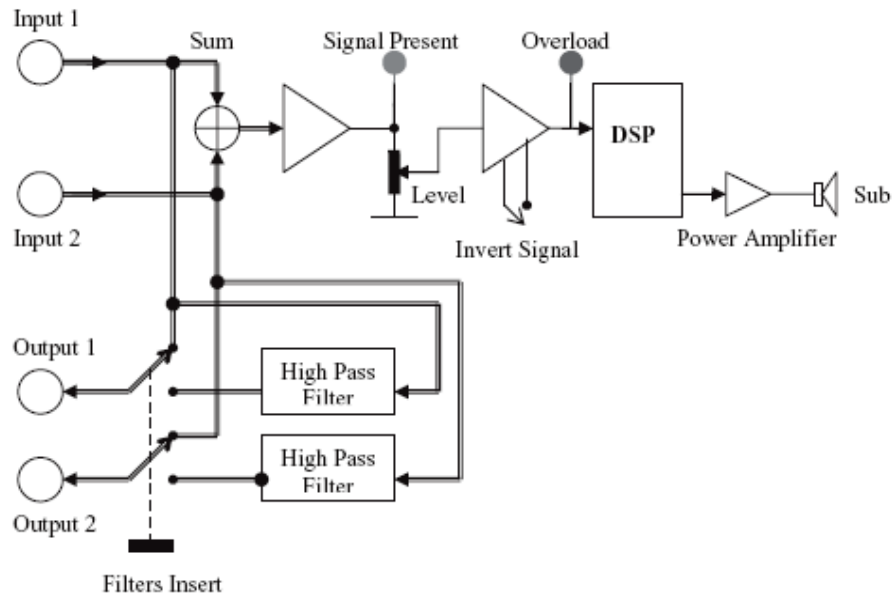 Input 1
Sum
Signal Present
Overload
DSP
Input 2
Level
Sub
Invert Signal
Power Amplifier
Output 1
High Pass
Filter
High Pass
Filter
Output 2
Filters Insert